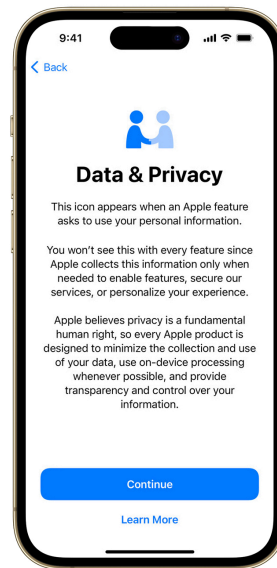 9:41
Back
Data & Privacy
This icon appears when an Apple feature
asks to use your personal information.
You won't see this with every feature since
Apple collects this information only when
needed to enable features, secure our
services, or personalize your experience.
Apple believes privacy is a fundamental
human right, so every Apple product is
designed to minimize the collection and use
of your data, use on-device processing
whenever possible, and provide
transparency and control over your
information.
Continue
Learn More